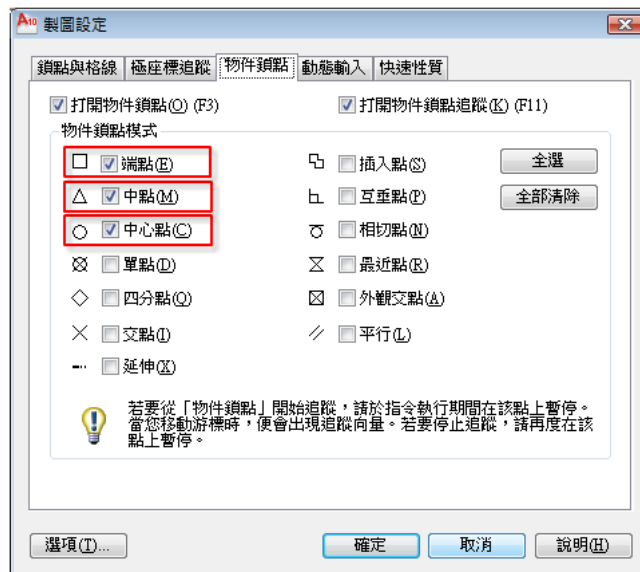 A10 製圖設定
鎖點與格線 極座標追蹤 物件鎖點 動態輸入 快速性質
打開物件鎖點(O) (F3) 打開物件鎖點追蹤(K) (F11)
物件鎖點模式
端點(E) 插入點(S) 全選
中點(M) 互垂點(P) 全部清除
中心點(C) 相切點(N)
單點(D) 最近點(R)
四分點(Q) 外觀交點(A)
交點(I) 平行(L)
延伸(X)
若要從「物件鎖點」開始追蹤，請於指令執行期間在該點上暫停。
當您移動游標時，便會出現追蹤向量。若要停止追蹤，請再度在該
點上暫停。
選項(T)... 確定 取消 說明(H)